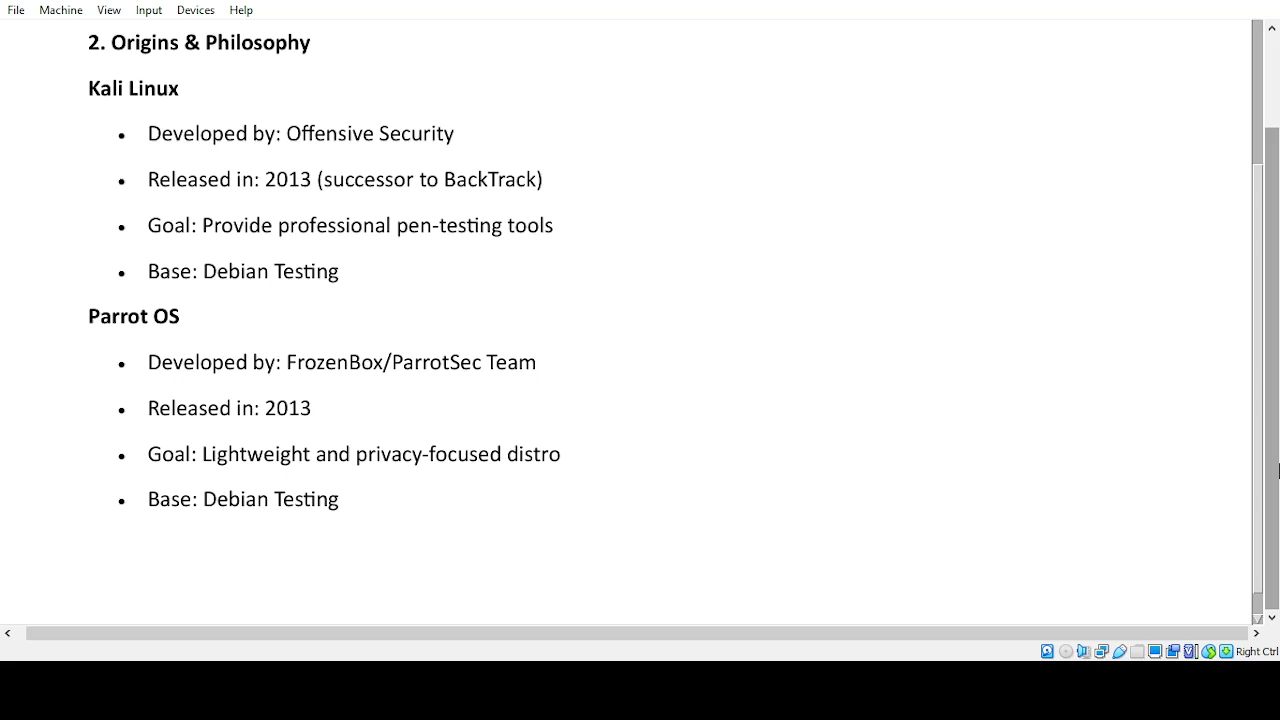 File Machine View Input Devices Help
2. Origins & Philosophy
Kali Linux
• Developed by: Offensive Security
• Released in: 2013 (successor to BackTrack)
• Goal: Provide professional pen-testing tools
• Base: Debian Testing
Parrot OS
• Developed by: FrozenBox/ParrotSec Team
• Released in: 2013
• Goal: Lightweight and privacy-focused distro
• Base: Debian Testing
Right Ctrl